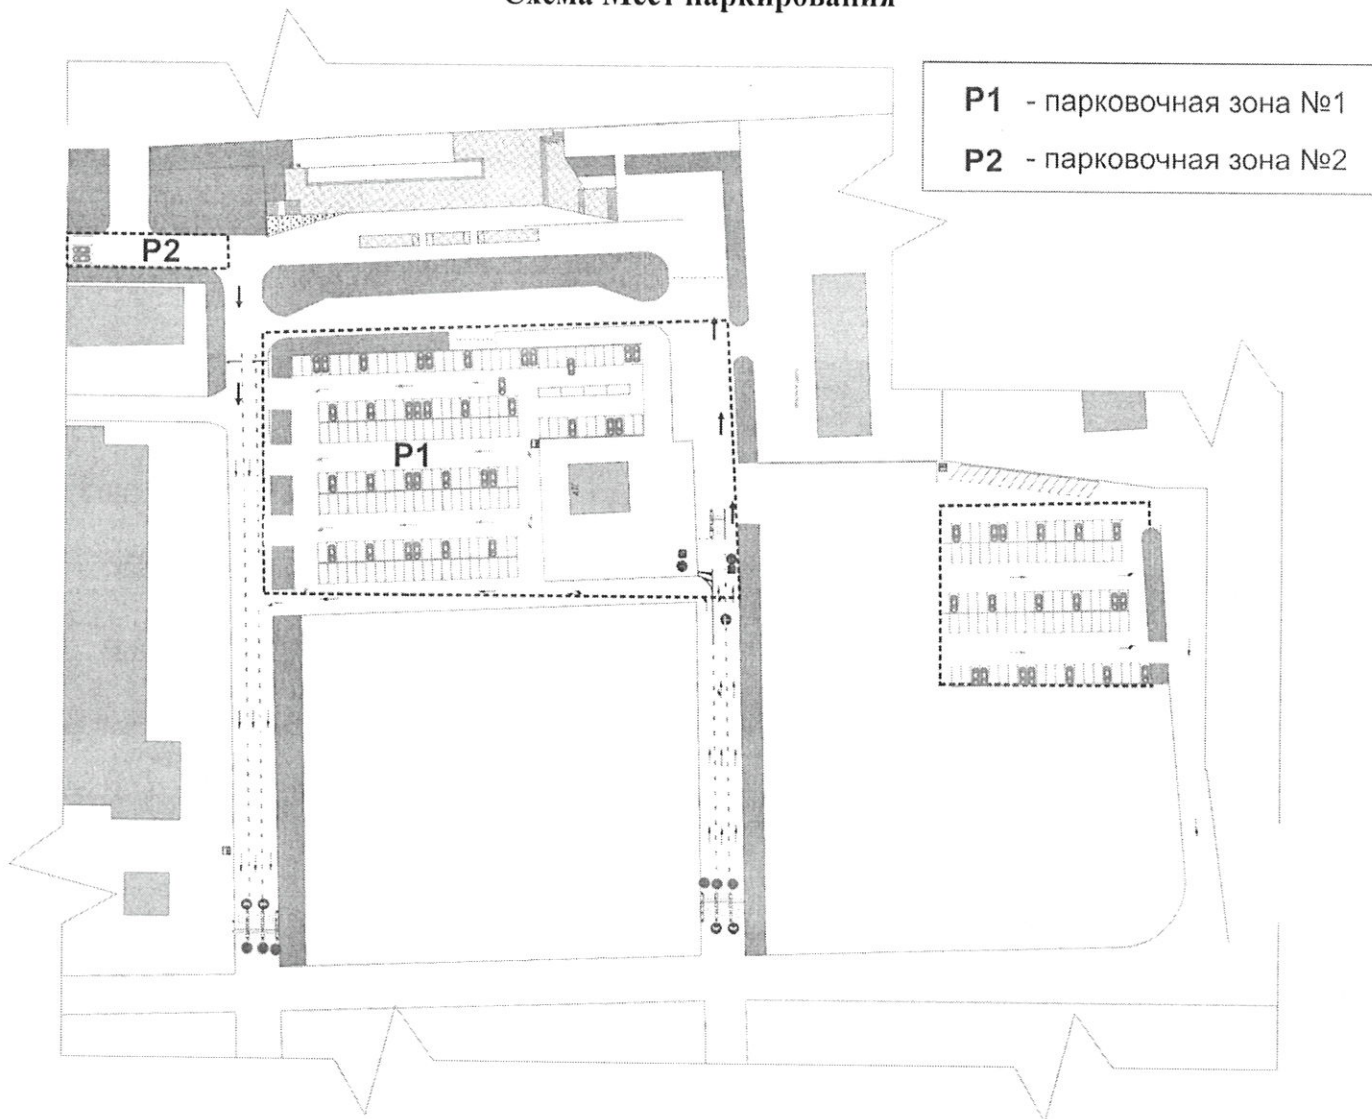 Схема Мест паркирования
P1 - парковочная зона №1
P2 - парковочная зона №2
P2
P1